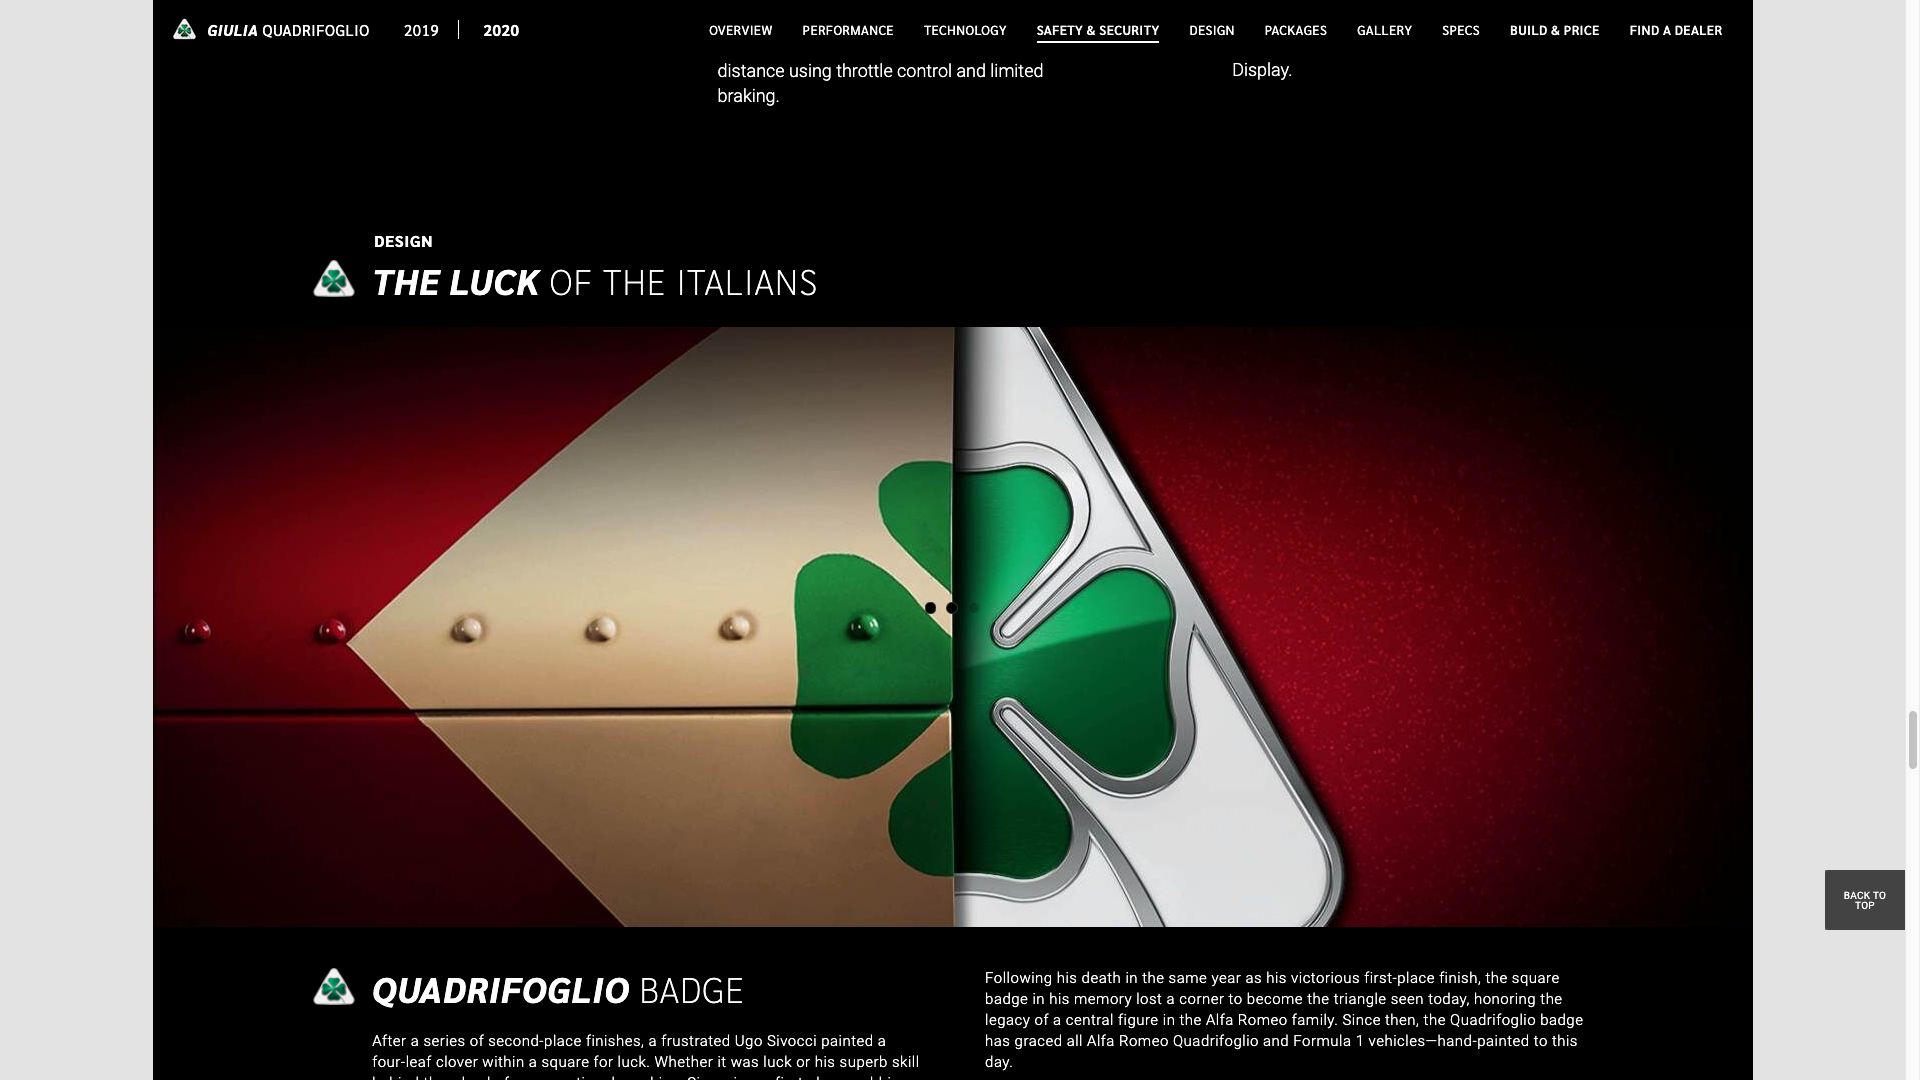 GIULIA QUADRIFOGLIO 2019 2020 OVERVIEW PERFORMANCE TECHNOLOGY SAFETY & SECURITY DESIGN PACKAGES GALLERY SPECS BUILD & PRICE FIND A DEALER
distance using throttle control and limited
braking.
Display.
DESIGN
THE LUCK OF THE ITALIANS
BACK TO
TOP
QUADRIFOGLIO BADGE
After a series of second-place finishes, a frustrated Ugo Sivocci painted a
four-leaf clover within a square for luck. Whether it was luck or his superb skill
Following his death in the same year as his victorious first-place finish, the square
badge in his memory lost a corner to become the triangle seen today, honoring the
legacy of a central figure in the Alfa Romeo family. Since then, the Quadrifoglio badge
has graced all Alfa Romeo Quadrifoglio and Formula 1 vehicles—hand-painted to this
day.